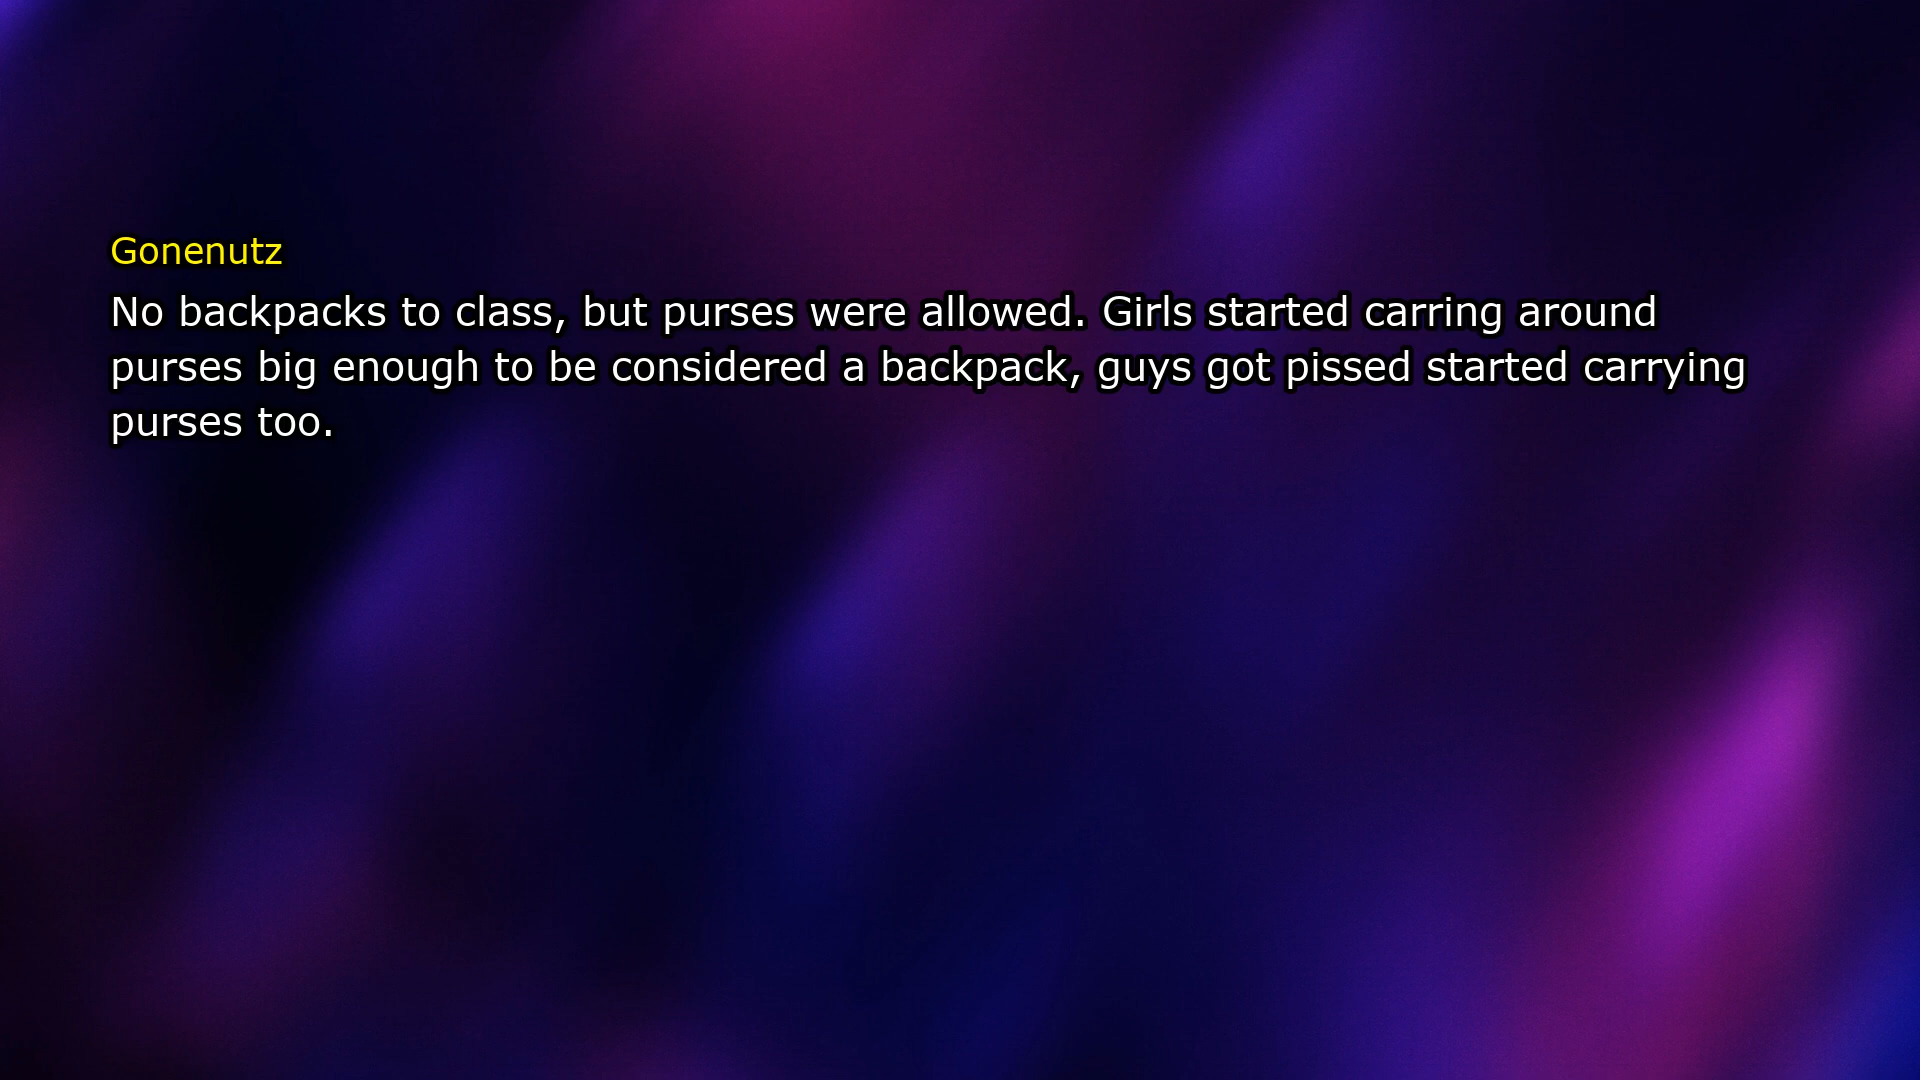 Gonenutz
No backpacks to class, but purses were allowed. Girls started carring around
purses big enough to be considered a backpack, guys got pissed started carrying
purses too.